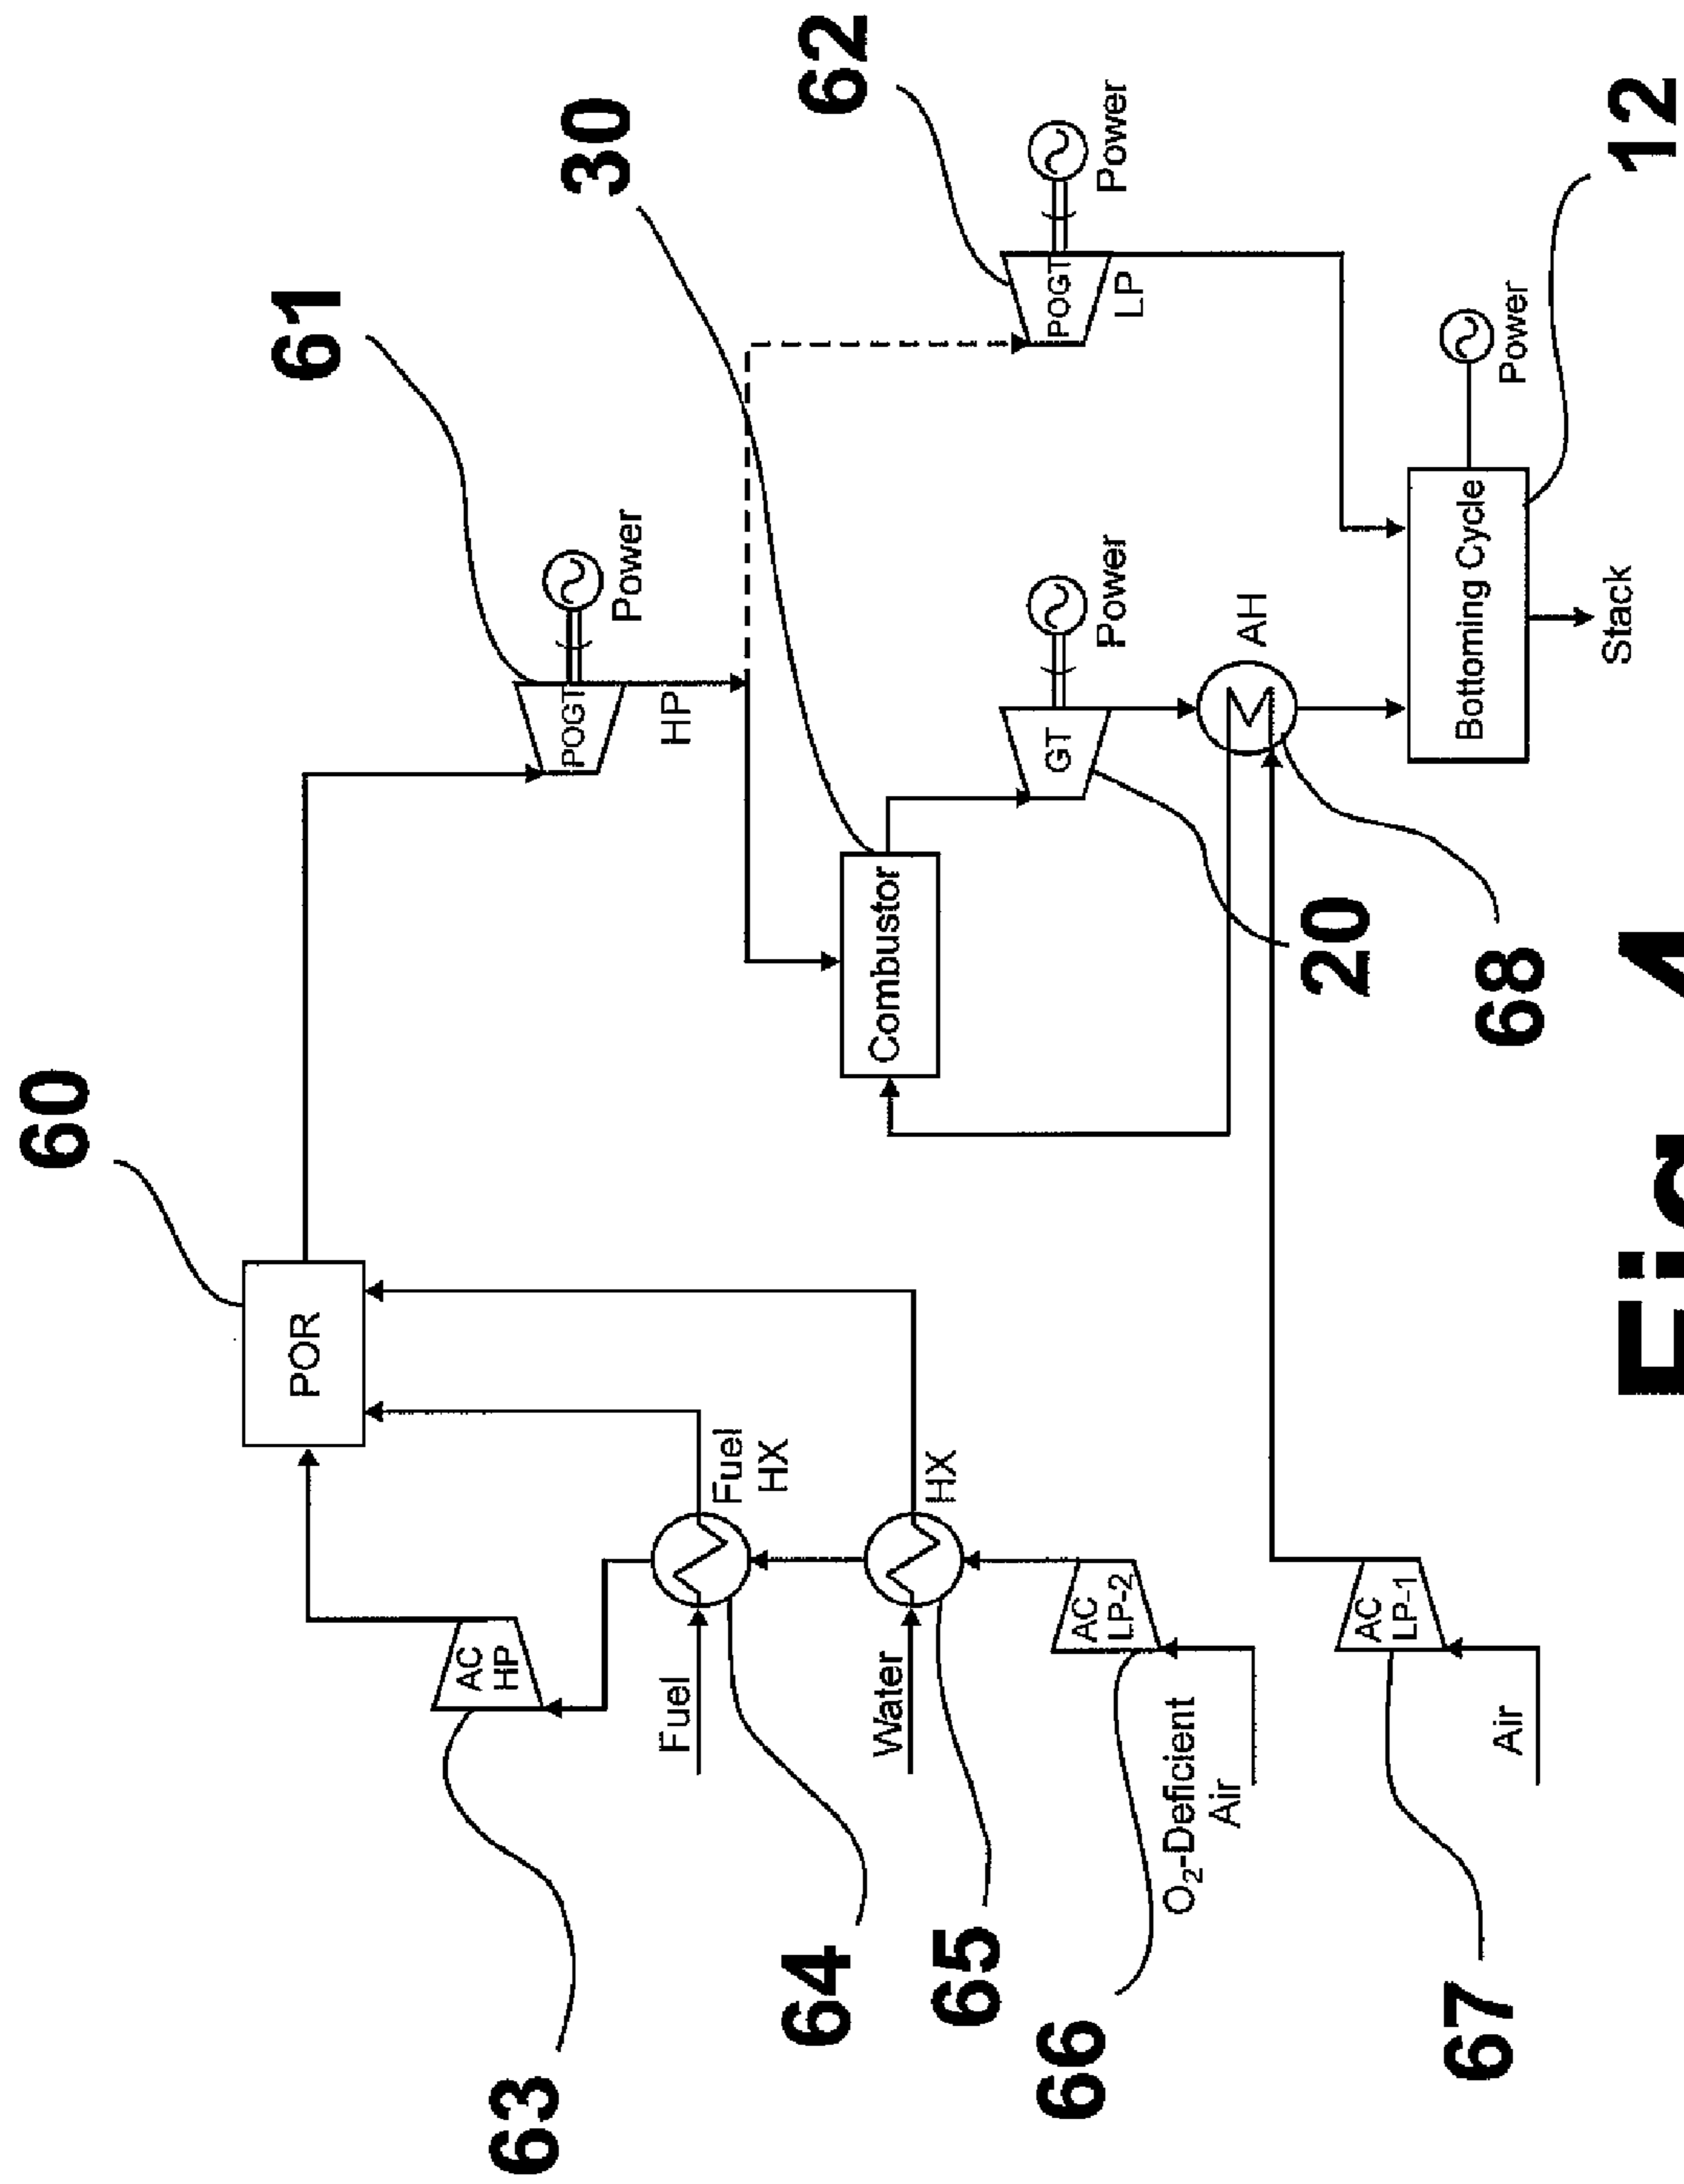 60
61
30
62
POR
POGT
HP
Power
AC
HP
Fuel
Fuel
HX
63
Combustor
Water
HX
64
AC
LP-2
O₂-Deficient
Air
65
GT
Power
POGT
LP
Power
66
AH
20
AC
LP-1
Air
67
68
Bottoming Cycle
Power
Stack
12